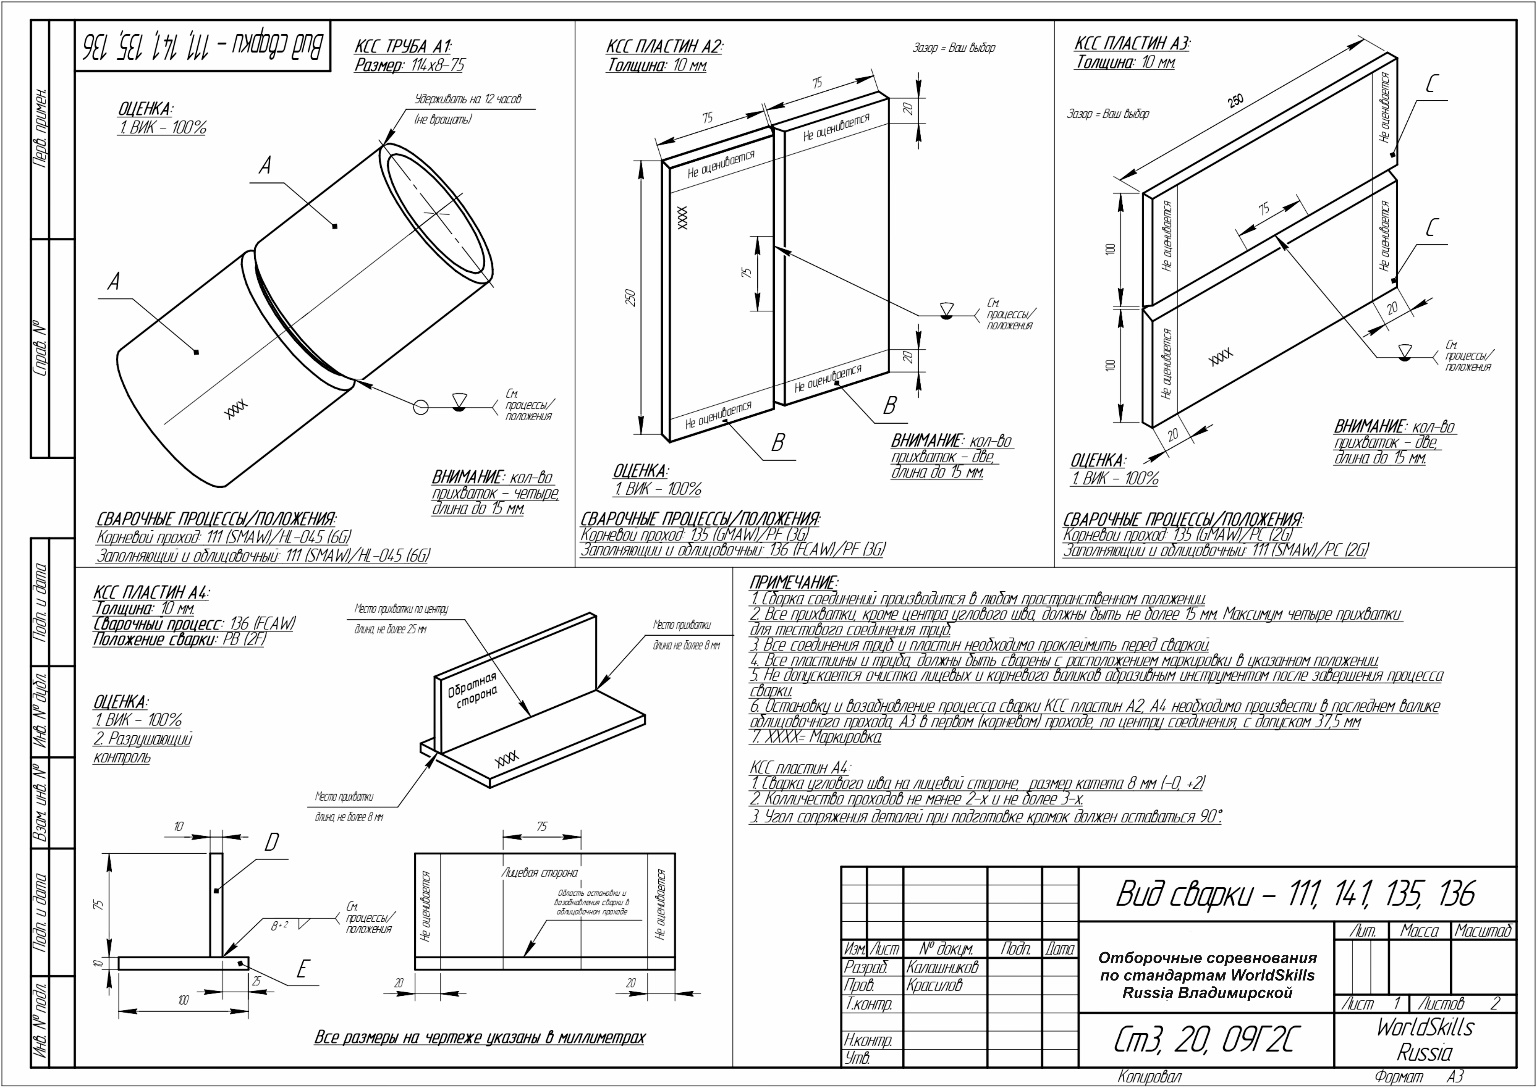 Вид сварки – 111, 141, 135, 136
Перв. примен.
Справ. №
Подп. и дата
Инв. № дубл.
Взам. инв. №
Подп. и дата
Инв. № подл.
КСС ТРУБА А1:
Размер: 114х8-75
ОЦЕНКА:
1. ВИК – 100%
Удерживать на 12 часов
(не вращать)
А
А
ХХХХ
См.
процессы/
положения
ВНИМАНИЕ: кол-во
прихваток – четыре,
длина до 15 мм.
СВАРОЧНЫЕ ПРОЦЕССЫ/ПОЛОЖЕНИЯ:
Корневой проход: 111 (SMAW)/HL-045 (6G)
Заполняющий и облицовочный: 111 (SMAW)/HL-045 (6G)
КСС ПЛАСТИН А2:
Толщина: 10 мм.
Зазор = Ваш выбор
75
75
20
Не оценивается
Не оценивается
ХХХХ
250
75
См.
процессы/
положения
20
Не оценивается
Не оценивается
В
В
ВНИМАНИЕ: кол-во
прихваток – две,
длина до 15 мм.
ОЦЕНКА:
1. ВИК – 100%
СВАРОЧНЫЕ ПРОЦЕССЫ/ПОЛОЖЕНИЯ:
Корневой проход: 135 (GMAW)/PF (3G)
Заполняющий и облицовочный: 136 (FCAW)/PF (3G)
КСС ПЛАСТИН А3:
Толщина: 10 мм.
Зазор = Ваш выбор
250
С
Не оценивается
Не оценивается
75
100
С
Не оценивается
Не оценивается
100
20
ХХХХ
20
См.
процессы/
положения
ВНИМАНИЕ: кол-во
прихваток – две,
длина до 15 мм.
ОЦЕНКА:
1. ВИК – 100%
СВАРОЧНЫЕ ПРОЦЕССЫ/ПОЛОЖЕНИЯ:
Корневой проход: 135 (GMAW)/PC (2G)
Заполняющий и облицовочный: 111 (SMAW)/PC (2G)
КСС ПЛАСТИН А4:
Толщина: 10 мм.
Сварочный процесс: 136 (FCAW)
Положение сварки: PB (2F)
ОЦЕНКА:
1. ВИК – 100%
2. Разрушающий
контроль
Место прихватки по центру
длина, не более 25 мм
Место прихватки
длина не более 8 мм
Обратная
сторона
ХХХХ
Место прихватки
длина, не более 8 мм
10
D
75
8+2
См.
процессы/
положения
10
E
25
100
75
Лицевая сторона
Не оценивается
Не оценивается
Область остановки и
возобновления сварки в
облицовочном проходе
20
20
Все размеры на чертеже указаны в миллиметрах
ПРИМЕЧАНИЕ:
1. Сборка соединений производится в любом пространственном положении.
2. Все прихватки, кроме центра углового шва, должны быть не более 15 мм. Максимум четыре прихватки
для тестового соединения труб.
3. Все соединения труб и пластин необходимо проклеймить перед сваркой.
4. Все пластиины и труба, должны быть сварены с расположением маркировки в указанном положении.
5. Не допускается очистка лицевых и корневого валиков абразивным инструментом после завершения процесса
сварки.
6. Остановку и возобновление процесса сварки КСС пластин А2, А4 необходимо произвести в последнем валике
облицовочного прохода, А3 в первом (корневом) проходе, по центру соединения, с допуском 37,5 мм
7. ХХХХ= Маркировка.
КСС пластин А4:
1. Сварка углового шва на лицевой стороне, размер катета 8 мм (-0, +2)
2. Колличество проходов не менее 2-х и не более 3-х.
3. Угол сопряжения деталей при подготовке кромок должен оставаться 90°.
Вид сварки – 111, 141, 135, 136
Изм. Лист № докум. Подп. Дата
Разраб. Калашников
Пров. Красилов
Т.контр.
Н.контр.
Утв.
Отборочные соревнования
по стандартам WorldSkills
Russia Владимирской
Лит. Масса Масштаб
Лист 1 Листов 2
Ст3, 20, 09Г2С
WorldSkills
Russia
Копировал Формат А3